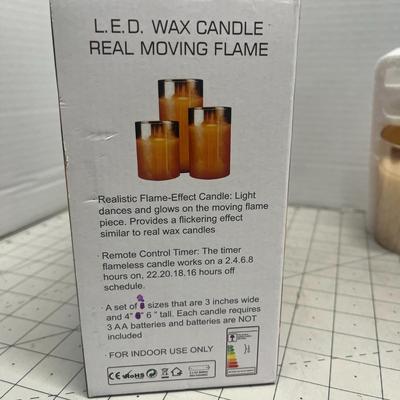 L.E.D. WAX CANDLE
REAL MOVING FLAME
Realistic Flame-Effect Candle: Light
dances and glows on the moving flame
piece. Provides a flickering effect
similar to real wax candles
· Remote Control Timer: The timer
flameless candle works on a 2.4.6.8
hours on, 22.20.18.16 hours off
schedule.
· A set of sizes that are 3 inches wide
and 4" 6 " tall. Each candle requires
3 AA batteries and batteries are NOT
included
· FOR INDOOR USE ONLY
CE RoHS